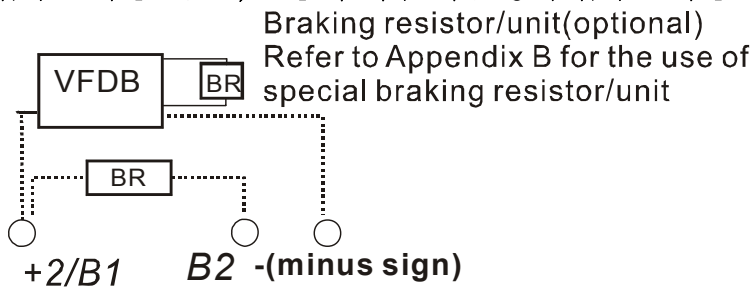 Braking resistor/unit(optional)
VFDB
BR
Refer to Appendix B for the use of
special braking resistor/unit
BR
+2/B1
B2
-(minus sign)